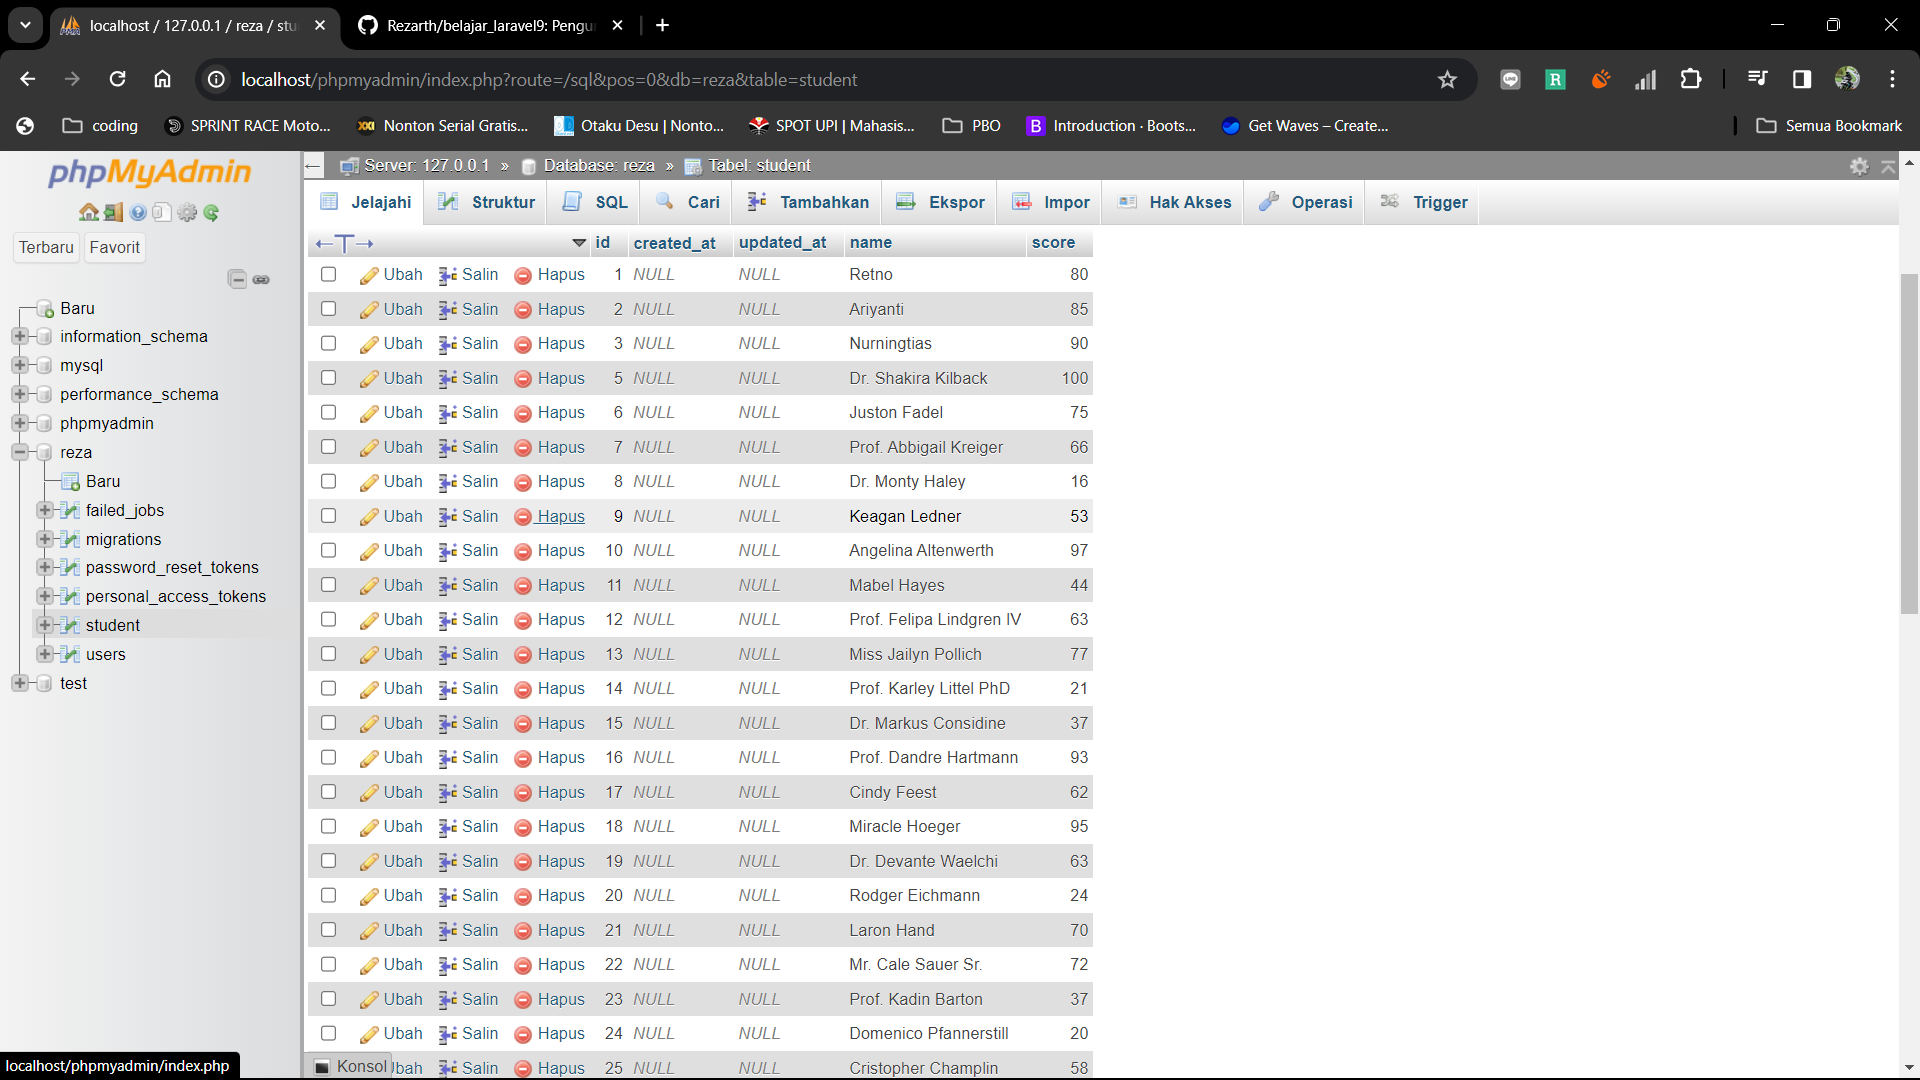 localhost / 127.0.0.1 / reza / stu
Rezarth/belajar_laravel9: Pengu
localhost/phpmyadmin/index.php?route=/sql&pos=0&db=reza&table=student
coding
SPRINT RACE Moto...
Nonton Serial Gratis...
Otaku Desu | Nonto...
SPOT UPI | Mahasis...
PBO
Introduction · Boots...
Get Waves – Create...
Semua Bookmark
phpMyAdmin
Terbaru Favorit
Baru
information_schema
mysql
performance_schema
phpmyadmin
reza
Baru
failed_jobs
migrations
password_reset_tokens
personal_access_tokens
student
users
test
Server: 127.0.0.1 » Database: reza » Tabel: student
Jelajahi Struktur SQL Cari Tambahkan Ekspor Impor Hak Akses Operasi Trigger
id created_at updated_at name score
Ubah Salin Hapus 1 NULL NULL Retno 80
Ubah Salin Hapus 2 NULL NULL Ariyanti 85
Ubah Salin Hapus 3 NULL NULL Nurningtias 90
Ubah Salin Hapus 5 NULL NULL Dr. Shakira Kilback 100
Ubah Salin Hapus 6 NULL NULL Juston Fadel 75
Ubah Salin Hapus 7 NULL NULL Prof. Abbigail Kreiger 66
Ubah Salin Hapus 8 NULL NULL Dr. Monty Haley 16
Ubah Salin Hapus 9 NULL NULL Keagan Ledner 53
Ubah Salin Hapus 10 NULL NULL Angelina Altenwerth 97
Ubah Salin Hapus 11 NULL NULL Mabel Hayes 44
Ubah Salin Hapus 12 NULL NULL Prof. Felipa Lindgren IV 63
Ubah Salin Hapus 13 NULL NULL Miss Jailyn Pollich 77
Ubah Salin Hapus 14 NULL NULL Prof. Karley Littel PhD 21
Ubah Salin Hapus 15 NULL NULL Dr. Markus Considine 37
Ubah Salin Hapus 16 NULL NULL Prof. Dandre Hartmann 93
Ubah Salin Hapus 17 NULL NULL Cindy Feest 62
Ubah Salin Hapus 18 NULL NULL Miracle Hoeger 95
Ubah Salin Hapus 19 NULL NULL Dr. Devante Waelchi 63
Ubah Salin Hapus 20 NULL NULL Rodger Eichmann 24
Ubah Salin Hapus 21 NULL NULL Laron Hand 70
Ubah Salin Hapus 22 NULL NULL Mr. Cale Sauer Sr. 72
Ubah Salin Hapus 23 NULL NULL Prof. Kadin Barton 37
Ubah Salin Hapus 24 NULL NULL Domenico Pfannerstill 20
Konsol Ubah Salin Hapus 25 NULL NULL Cristopher Champlin 58
localhost/phpmyadmin/index.php